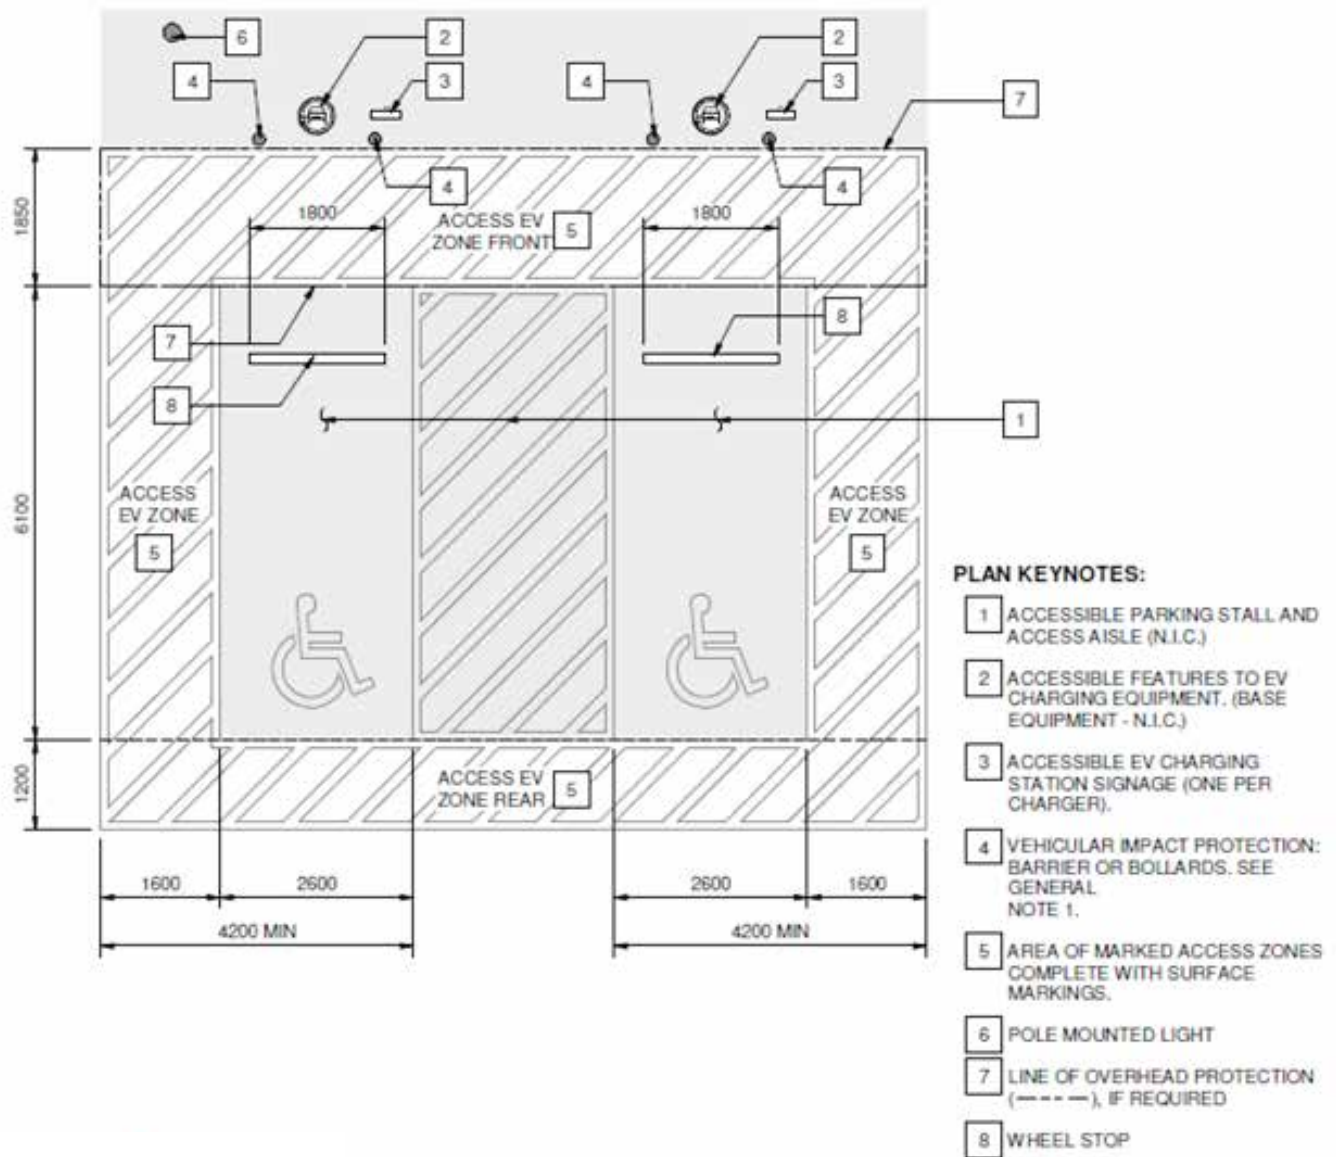 6
2
2
4
3
4
3
7
4
4
1850
1800
ACCESS EV
ZONE FRONT
5
1800
7
8
8
1
6100
ACCESS
EV ZONE
5
ACCESS
EV ZONE
5
1200
ACCESS EV
ZONE REAR
5
1600
2600
2600
1600
4200 MIN
4200 MIN
PLAN KEYNOTES:
1 ACCESSIBLE PARKING STALL AND
ACCESS AISLE (N.I.C.)
2 ACCESSIBLE FEATURES TO EV
CHARGING EQUIPMENT. (BASE
EQUIPMENT - N.I.C.)
3 ACCESSIBLE EV CHARGING
STATION SIGNAGE (ONE PER
CHARGER).
4 VEHICULAR IMPACT PROTECTION:
BARRIER OR BOLLARDS. SEE
GENERAL
NOTE 1.
5 AREA OF MARKED ACCESS ZONES
COMPLETE WITH SURFACE
MARKINGS.
6 POLE MOUNTED LIGHT
7 LINE OF OVERHEAD PROTECTION
(— - - - —), IF REQUIRED
8 WHEEL STOP